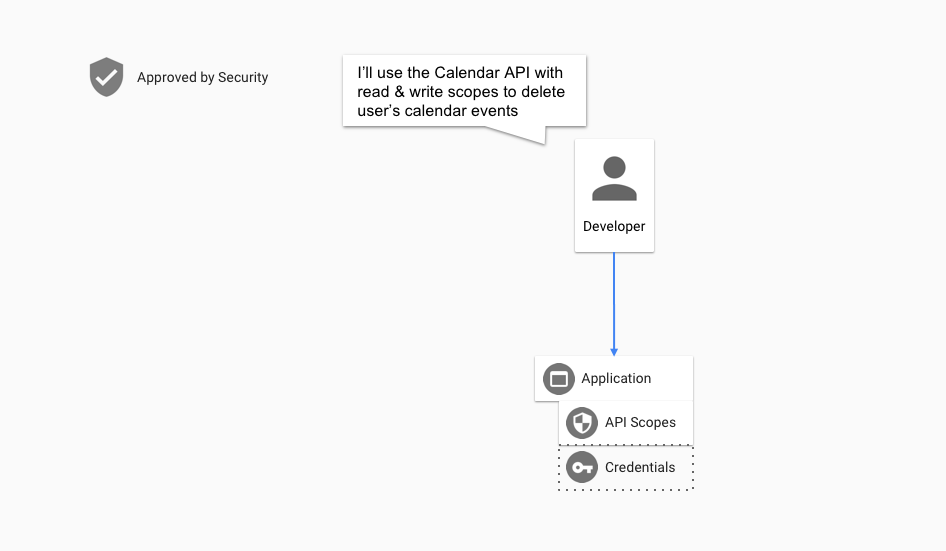 Approved by Security
I'll use the Calendar API with
read & write scopes to delete
user's calendar events
Developer
Application
API Scopes
Credentials